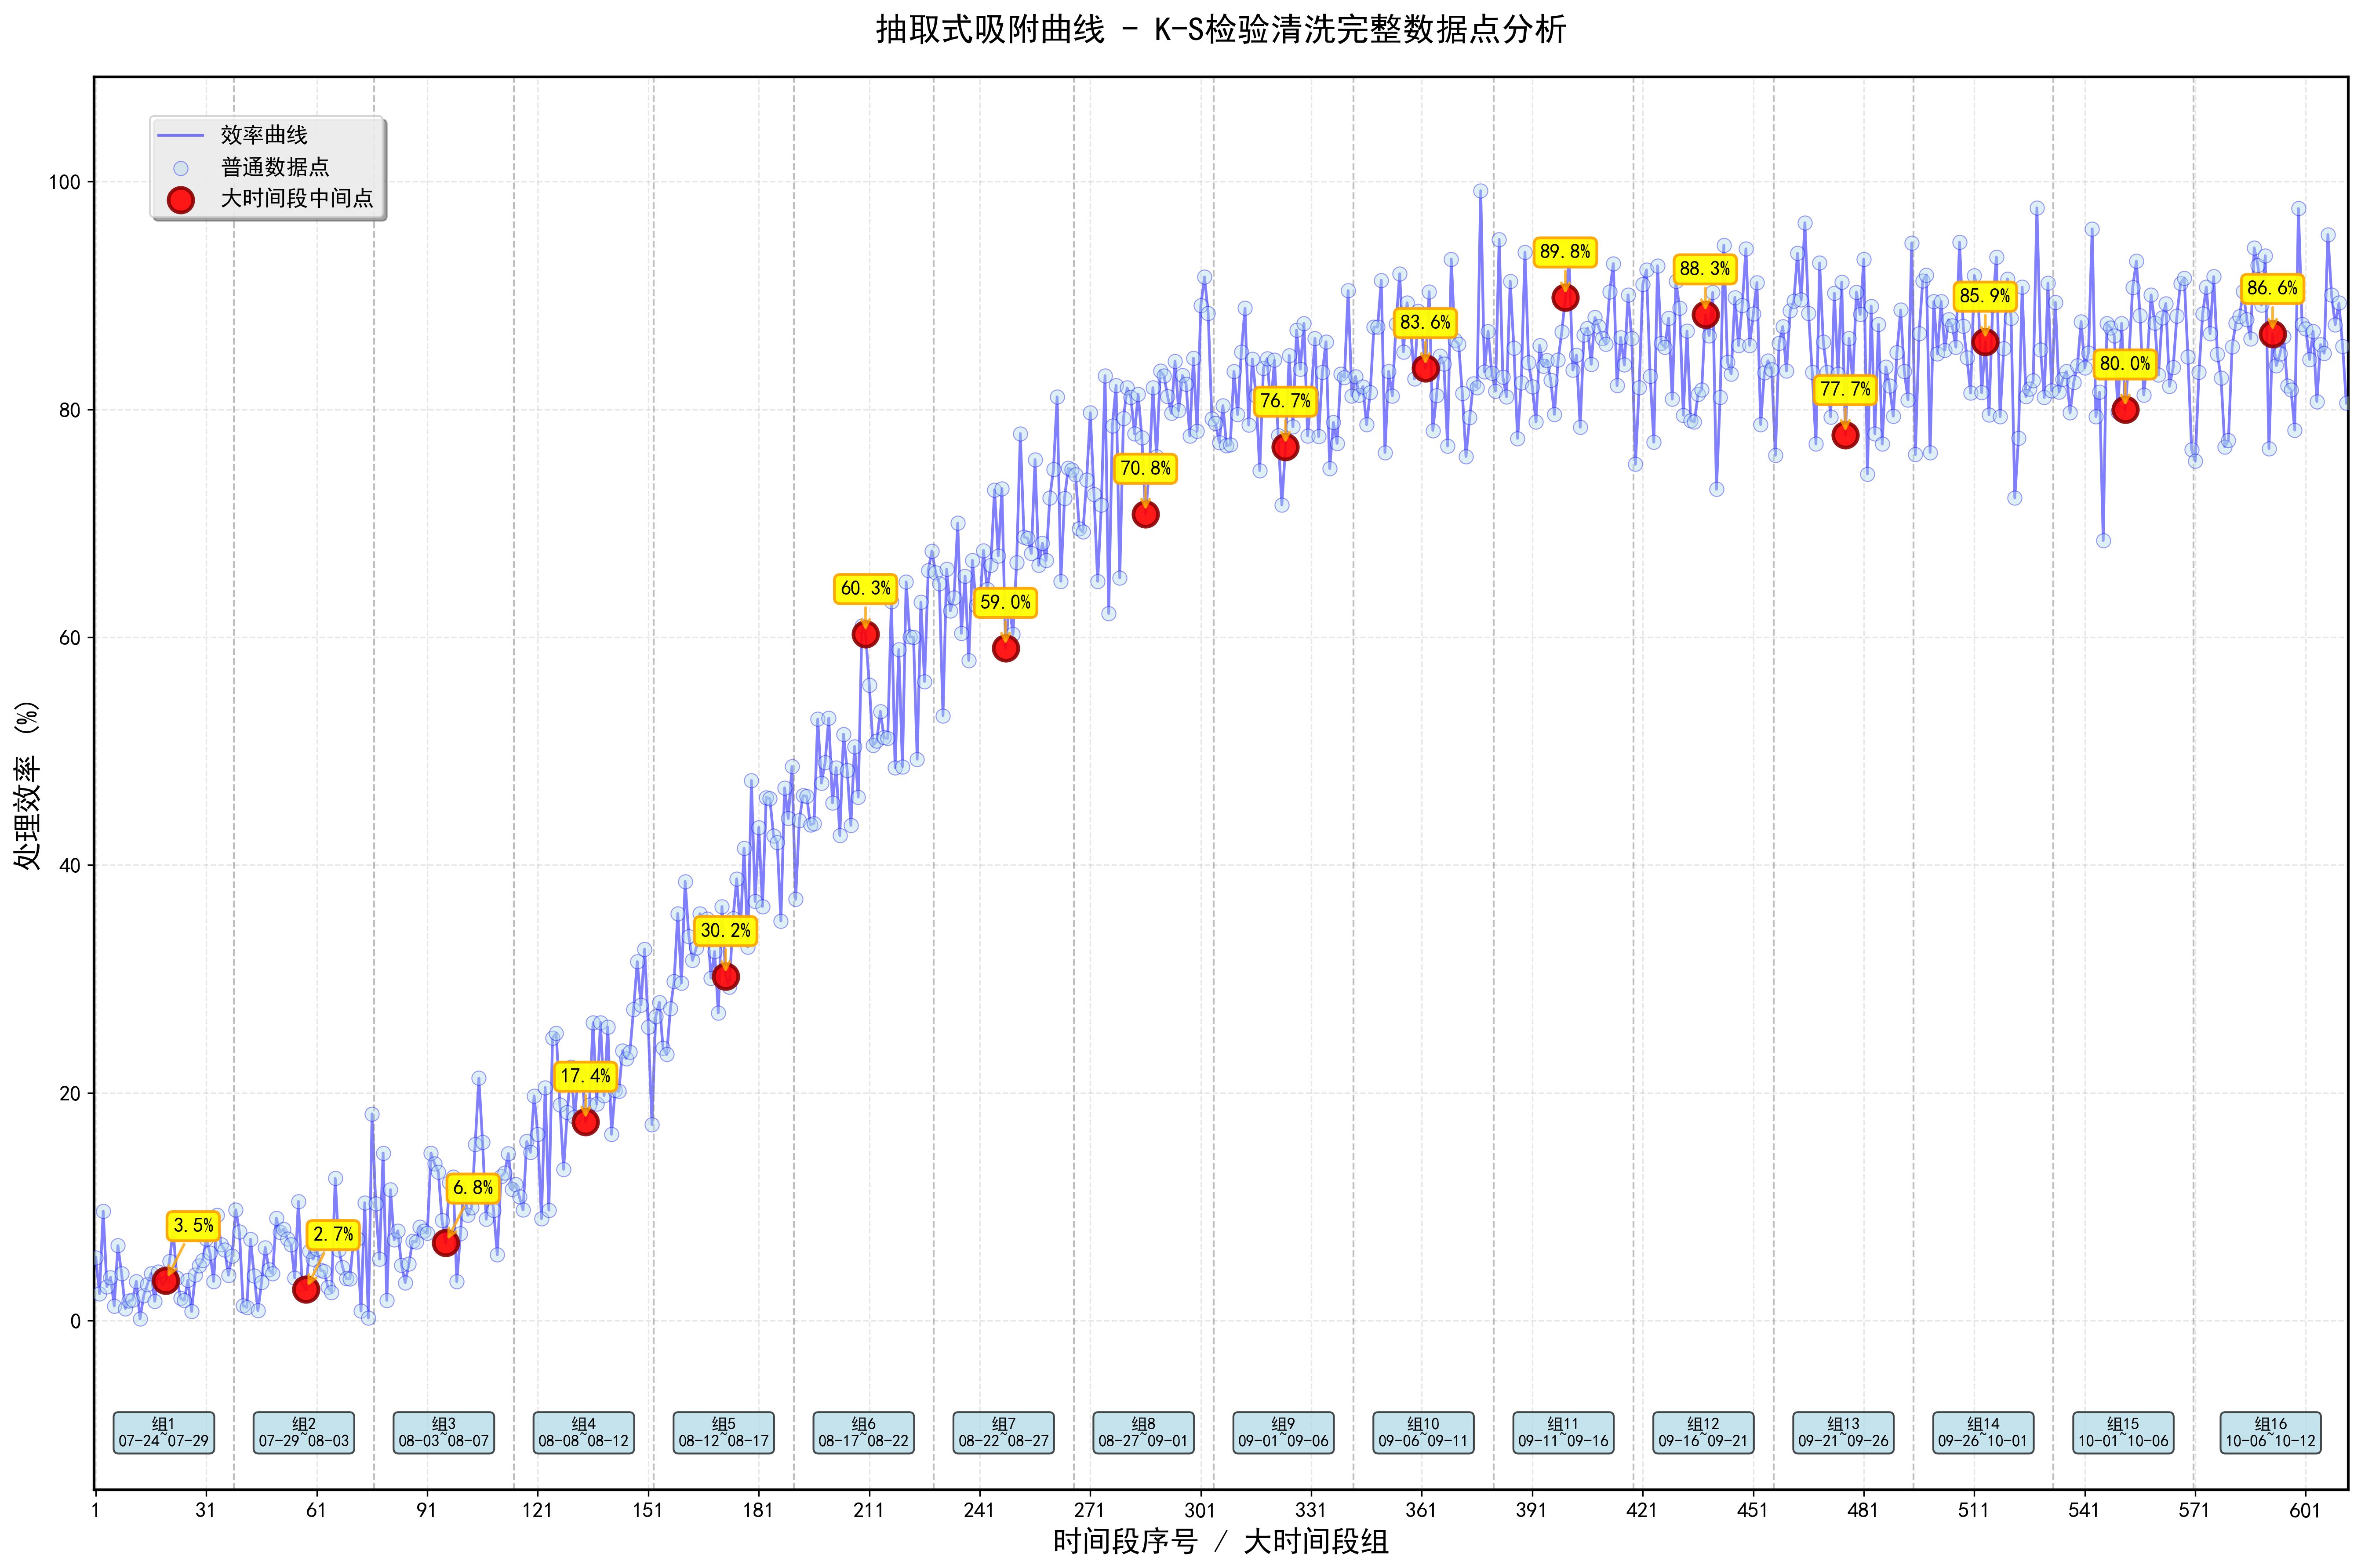 抽取式吸附曲线 - K-S检验清洗完整数据点分析
效率曲线
普通数据点
大时间段中间点
处理效率 (%)
100
80
60
40
20
0
3.5%
2.7%
6.8%
17.4%
30.2%
60.3%
59.0%
70.8%
76.7%
83.6%
89.8%
88.3%
77.7%
85.9%
80.0%
86.6%
组1
07-24~07-29
组2
07-29~08-03
组3
08-03~08-07
组4
08-08~08-12
组5
08-12~08-17
组6
08-17~08-22
组7
08-22~08-27
组8
08-27~09-01
组9
09-01~09-06
组10
09-06~09-11
组11
09-11~09-16
组12
09-16~09-21
组13
09-21~09-26
组14
09-26~10-01
组15
10-01~10-06
组16
10-06~10-12
1 31 61 91 121 151 181 211 241 271 301 331 361 391 421 451 481 511 541 571 601
时间段序号 / 大时间段组